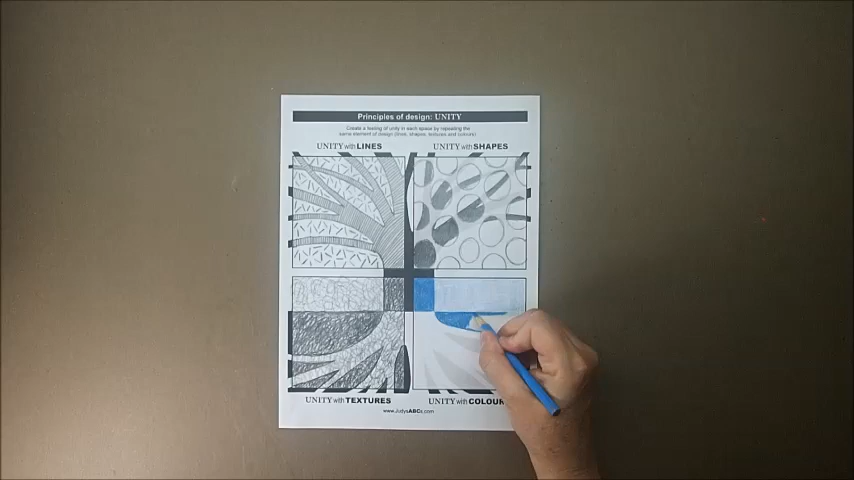 Principles of design: UNITY
Create a feeling of unity in each space by repeating the
same element of design (lines, shapes, textures and colours)
UNITY with LINES
UNITY with SHAPES
UNITY with TEXTURES
UNITY with COLOUR
www.JudysABCs.com